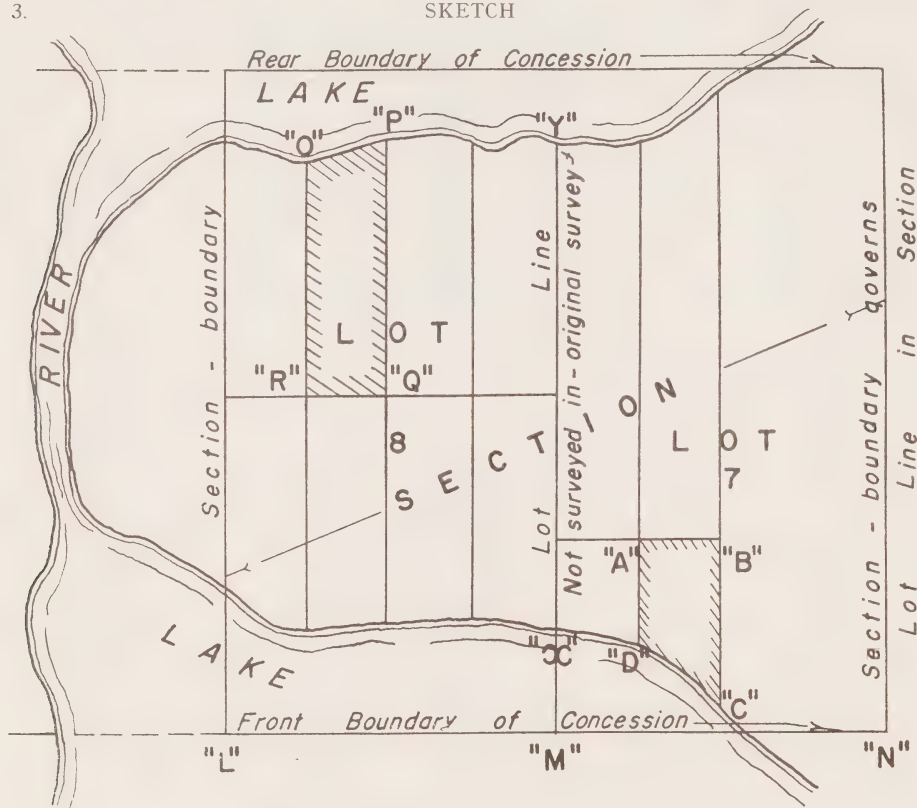 3.
SKETCH
Rear Boundary of Concession
LAKE
"O"
"P"
"Y"
RIVER
Section - boundary
Line
Lot
Not surveyed in - original survey
LOT
8
"R"
"Q"
SECTION
LOT
7
"A"
"B"
"D"
"C"
"X"
LAKE
Section - boundary governs
Lot Line in Section
Front Boundary of Concession
"L"
"M"
"N"